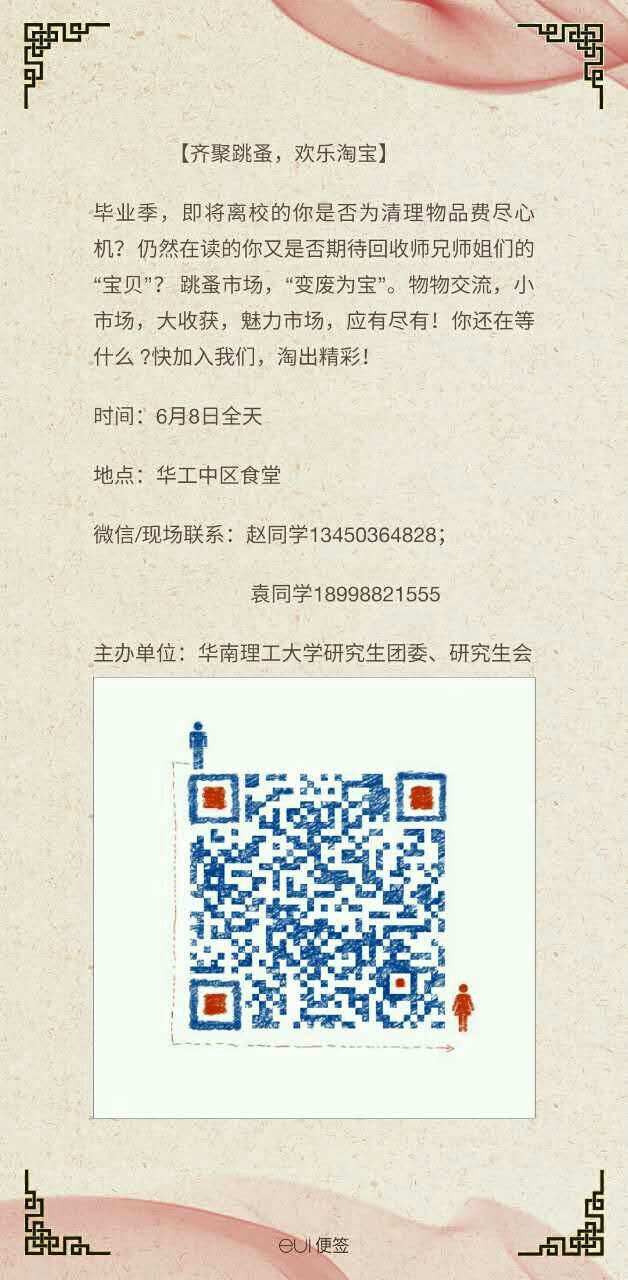 【齐聚跳蚤，欢乐淘宝】
毕业季，即将离校的你是否为清理物品费尽心
机？仍然在读的你又是否期待回收师兄师姐们的
“宝贝”？ 跳蚤市场，“变废为宝”。物物交流，小
市场，大收获，魅力市场，应有尽有！你还在等
什么 ?快加入我们，淘出精彩！
时间：6月8日全天
地点：华工中区食堂
微信/现场联系：赵同学13450364828；
袁同学18998821555
主办单位：华南理工大学研究生团委、研究生会
eui 便签